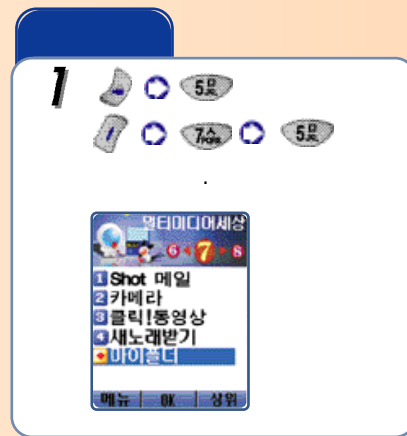 1
5
7 5
.
멀티미디어세상
6 7 8
1 Shot 메일
2 카메라
3 클릭!동영상
4 새노래받기
마이폴더
메뉴 OK 상위